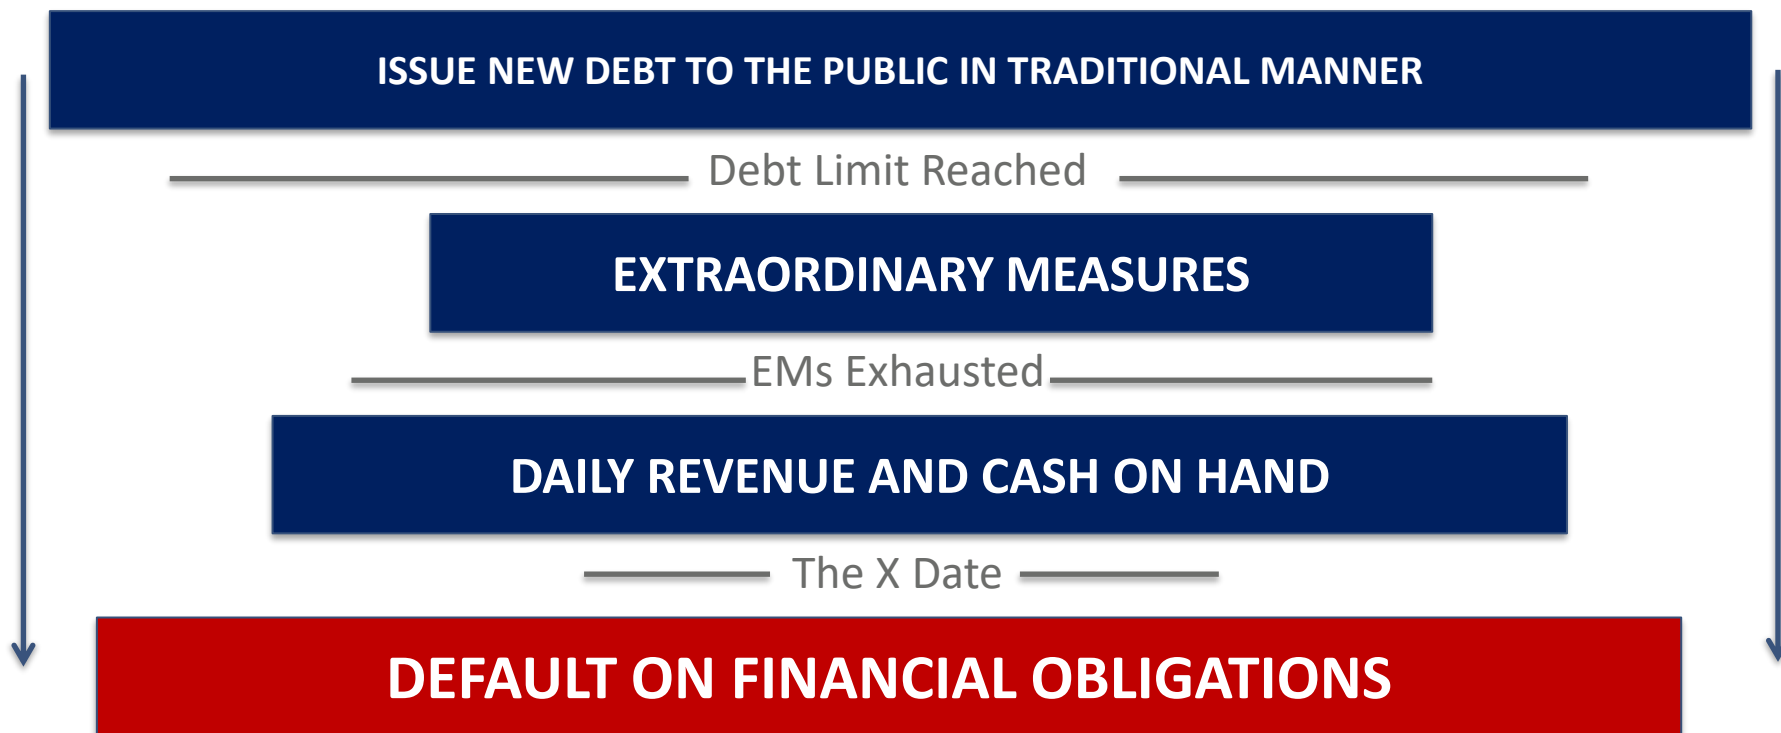 ISSUE NEW DEBT TO THE PUBLIC IN TRADITIONAL MANNER
Debt Limit Reached
EXTRAORDINARY MEASURES
EMs Exhausted
DAILY REVENUE AND CASH ON HAND
The X Date
DEFAULT ON FINANCIAL OBLIGATIONS